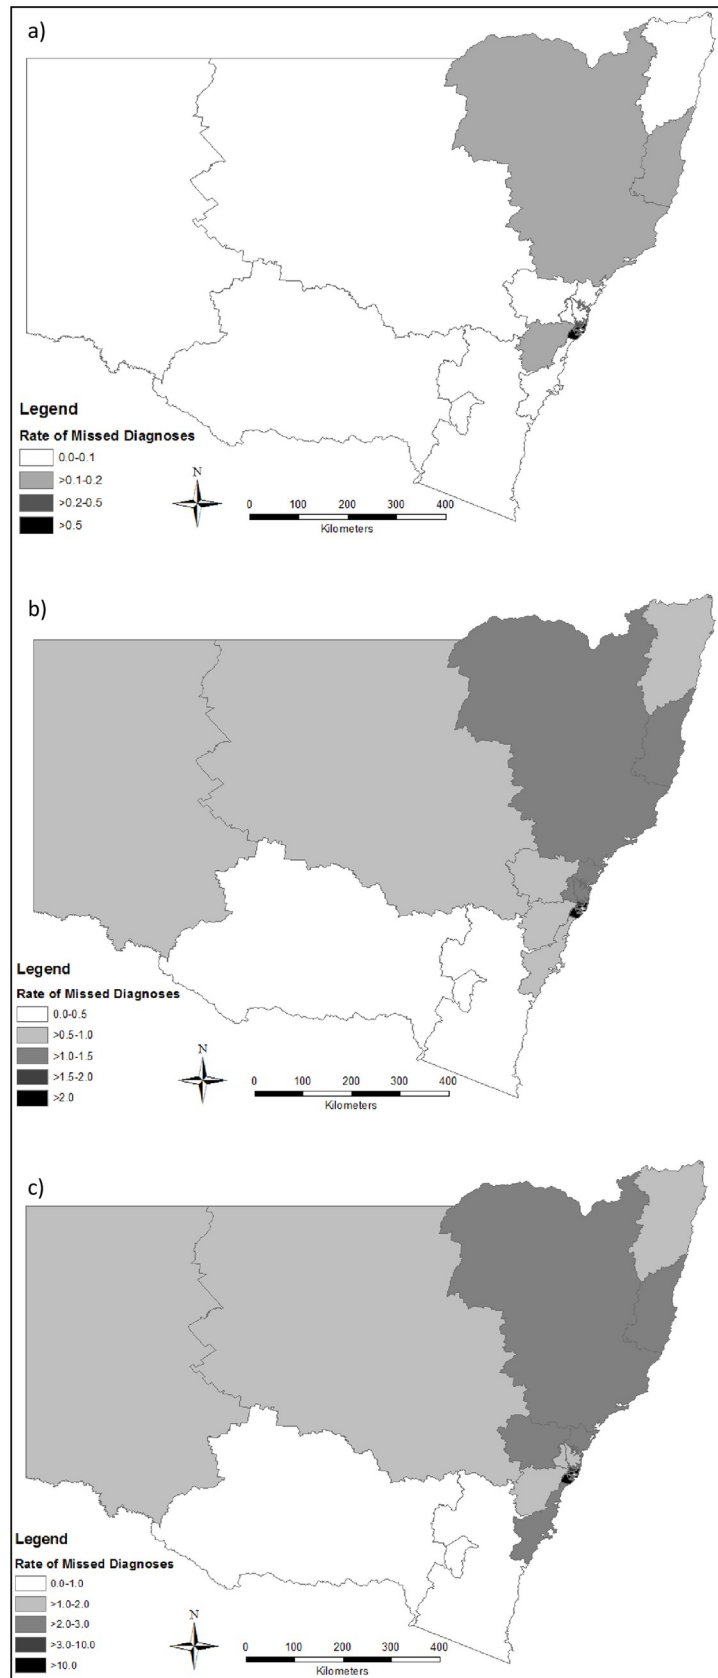 a)
Legend
Rate of Missed Diagnoses
0.0-0.1
>0.1-0.2
>0.2-0.5
>0.5
N
0 100 200 300 400
Kilometers
b)
Legend
Rate of Missed Diagnoses
0.0-0.5
>0.5-1.0
>1.0-1.5
>1.5-2.0
>2.0
N
0 100 200 300 400
Kilometers
c)
Legend
Rate of Missed Diagnoses
0.0-1.0
>1.0-2.0
>2.0-3.0
>3.0-10.0
>10.0
N
0 100 200 300 400
Kilometers